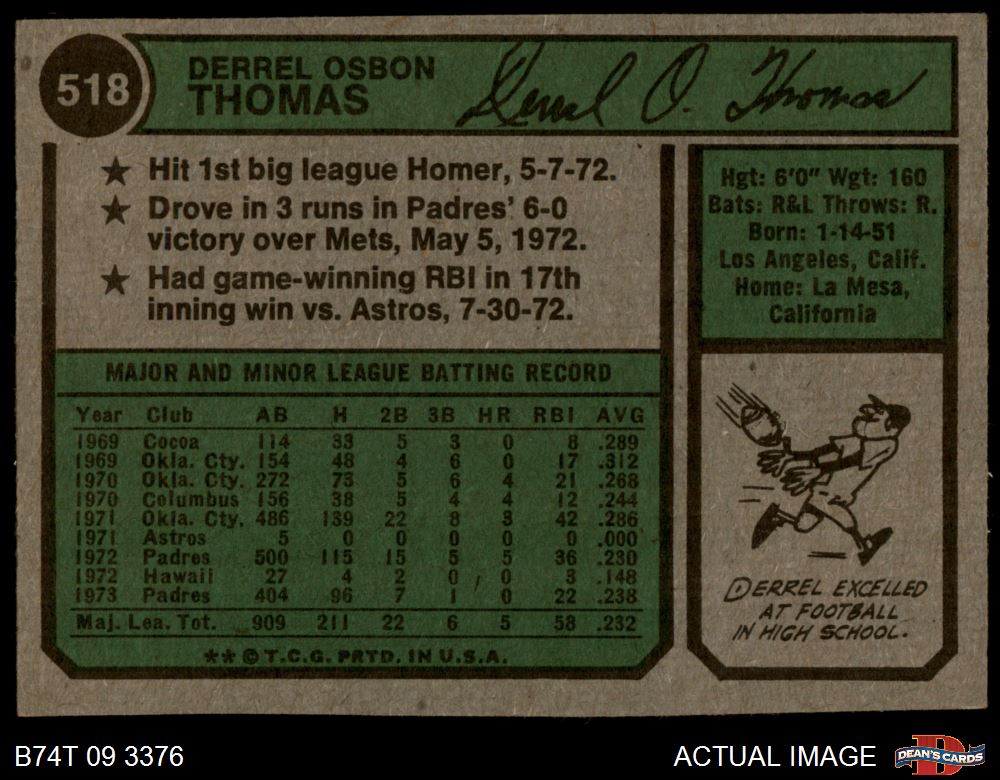 518
DERREL OSBON
THOMAS
Derrel O. Thomas
★ Hit 1st big league Homer, 5-7-72.
★ Drove in 3 runs in Padres' 6-0
victory over Mets, May 5, 1972.
★ Had game-winning RBI in 17th
inning win vs. Astros, 7-30-72.
Hgt: 6'0" Wgt: 160
Bats: R&L Throws: R.
Born: 1-14-51
Los Angeles, Calif.
Home: La Mesa,
California
MAJOR AND MINOR LEAGUE BATTING RECORD
Year Club AB H 2B 3B HR RBI AVG
1969 Cocoa 114 33 5 3 0 8 .289
1969 Okla. Cty. 154 48 4 6 0 17 .312
1970 Okla. Cty. 272 73 5 6 4 21 .268
1970 Columbus 156 38 5 4 4 12 .244
1971 Okla. Cty. 486 139 22 8 3 42 .286
1971 Astros 5 0 0 0 0 0 .000
1972 Padres 500 115 15 5 5 36 .230
1972 Hawaii 27 4 2 0 0 3 .148
1973 Padres 404 96 7 1 0 22 .238
Maj. Lea. Tot. 909 211 22 6 5 58 .232
** © T.C.G. PRTD. IN U.S.A.
DERREL EXCELLED
AT FOOTBALL
IN HIGH SCHOOL.
B74T 09 3376
ACTUAL IMAGE
DEAN'S CARDS